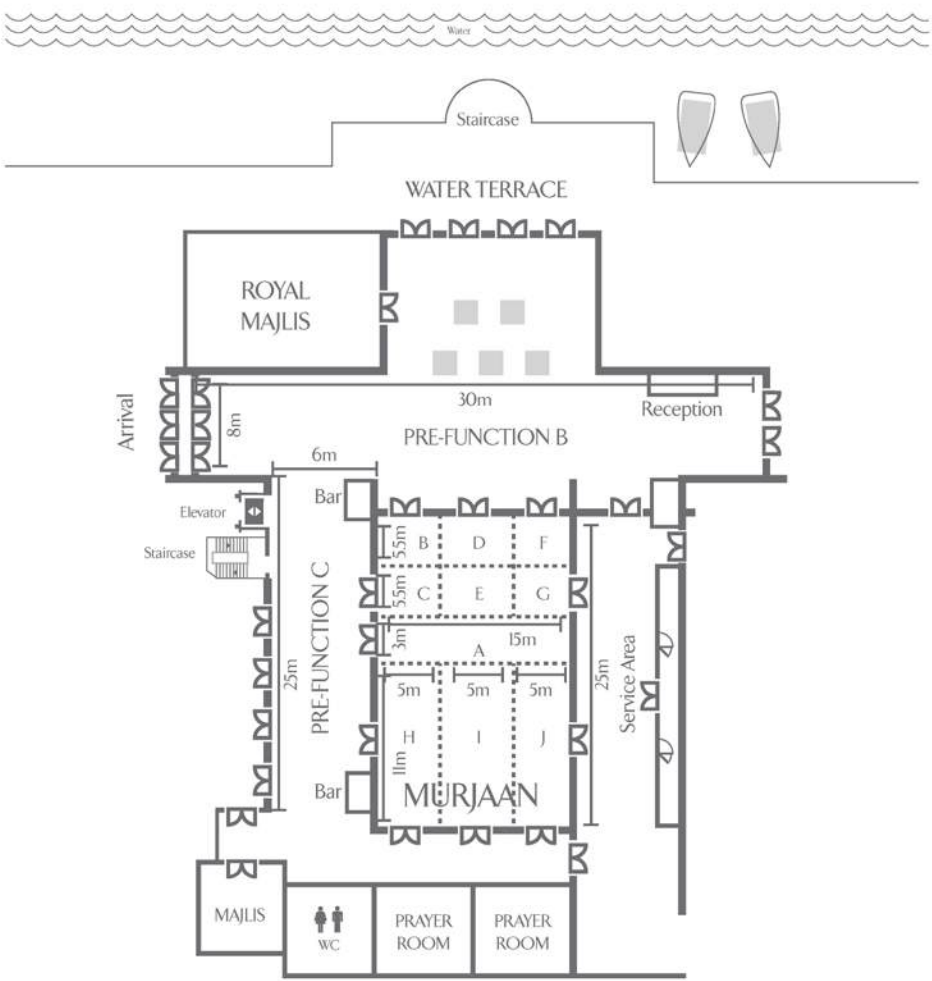 Water
Staircase
WATER TERRACE
ROYAL
MAJLIS
Arrival
8m
30m
Reception
PRE-FUNCTION B
6m
Bar
Elevator
Staircase
PRE-FUNCTION C
25m
5.5m
B
D
F
5.5m
C
E
G
3m
15m
A
5m
5m
5m
25m
Service Area
H
I
J
11m
Bar
MURJAAN
MAJLIS
WC
PRAYER
ROOM
PRAYER
ROOM